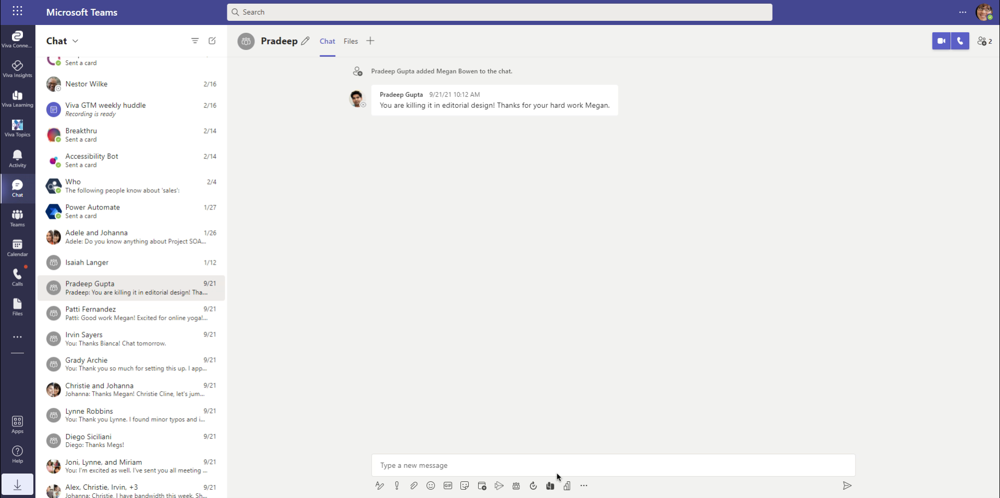 Microsoft Teams
Search
Viva Conne...
Viva Insights
Viva Learning
Viva Topics
Activity
Chat
Teams
Calendar
Calls
Files
Apps
Help
Chat
Sent a card
Nestor Wilke 2/16
Viva GTM weekly huddle 2/16
Recording is ready
Breakthru 2/14
Sent a card
Accessibility Bot 2/14
Sent a card
Who 2/4
The following people know about 'sales':
Power Automate 1/27
Sent a card
Adele and Johanna 1/26
Adele: Do you know anything about Project SOA...
Isaiah Langer 1/12
Pradeep Gupta 9/21
Pradeep: You are killing it in editorial design! Tha...
Patti Fernandez 9/21
Patti: Good work Megan! Excited for online yoga!...
Irvin Sayers 9/21
You: Thanks Bianca! Chat tomorrow.
Grady Archie 9/21
You: Thank you so much for setting this up. I app...
Christie and Johanna 9/21
Johanna: Thanks Megan! Christie Cline, let's jum...
Lynne Robbins 9/21
You: Thank you Lynne. I found minor typos and i...
Diego Siciliani 9/21
Diego: Thanks Megs!
Joni, Lynne, and Miriam 9/21
You: I'm excited as well. I've sent you all meeting ...
Alex, Christie, Irvin, +3 9/21
Johanna: Christie, I have bandwidth this week. Sh...
Pradeep Chat Files 2
Pradeep Gupta added Megan Bowen to the chat.
Pradeep Gupta 9/21/21 10:12 AM
You are killing it in editorial design! Thanks for your hard work Megan.
Type a new message
GIF